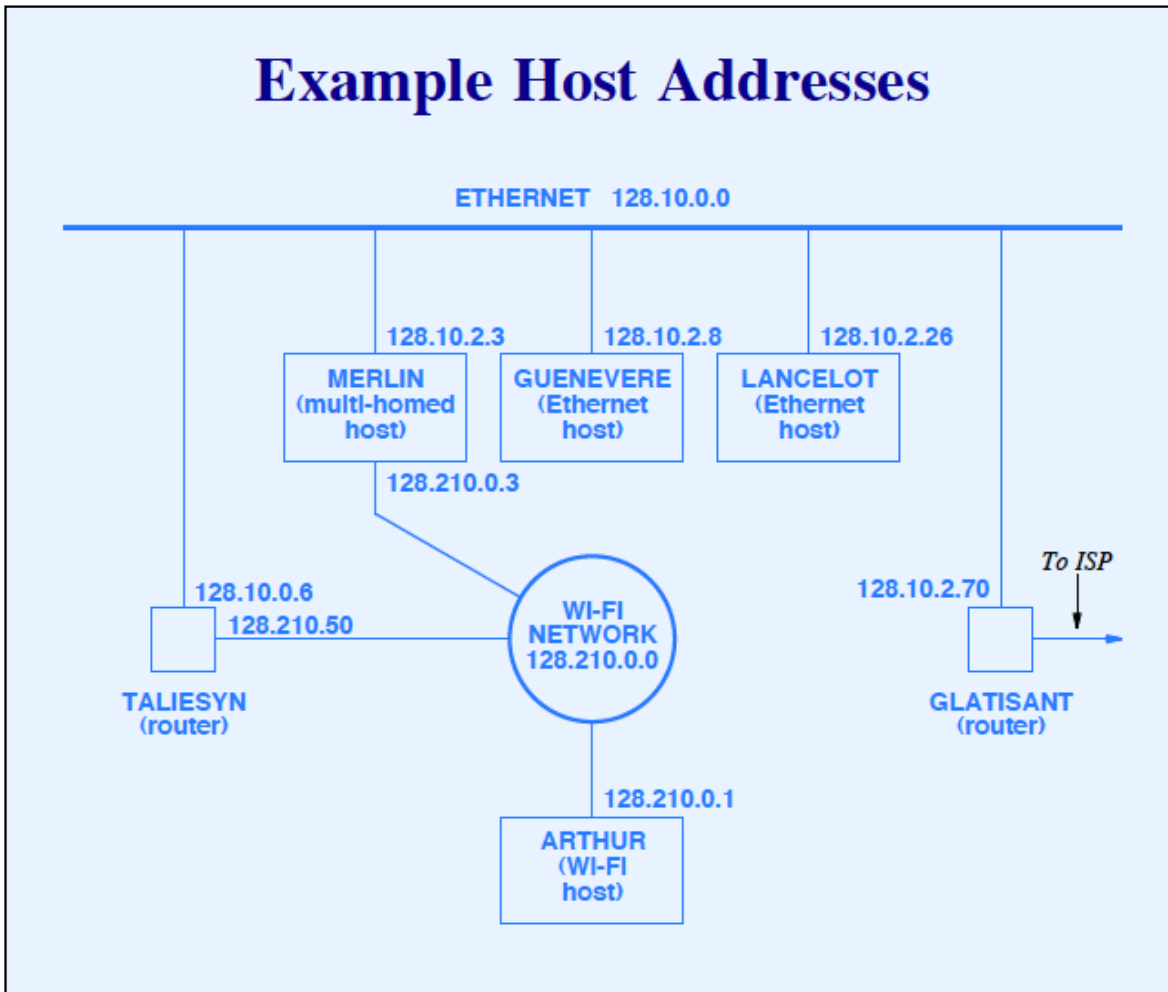 Example Host Addresses
ETHERNET 128.10.0.0
128.10.2.3
128.10.2.8
128.10.2.26
MERLIN
(multi-homed
host)
GUENEVERE
(Ethernet
host)
LANCELOT
(Ethernet
host)
128.210.0.3
To ISP
128.10.0.6
128.210.50
128.10.2.70
WI-FI
NETWORK
128.210.0.0
TALIESYN
(router)
GLATISANT
(router)
128.210.0.1
ARTHUR
(WI-FI
host)